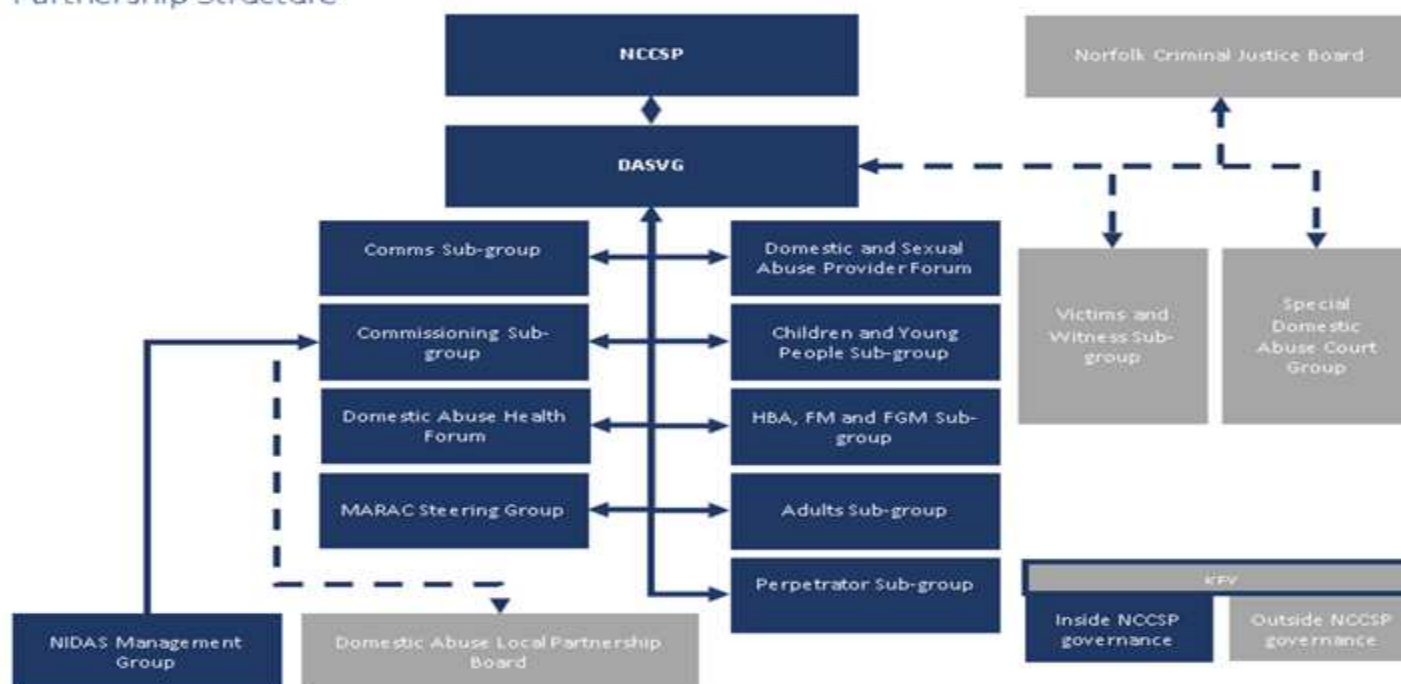 Partnership Structure
NCCSP
Norfolk Criminal Justice Board
DASVG
Comms Sub-group
Domestic and Sexual
Abuse Provider Forum
Commissioning Sub-
group
Children and Young
People Sub-group
Victims and
Witness Sub-
group
Special
Domestic
Abuse Court
Group
Domestic Abuse Health
Forum
HBA, FM and FGM Sub-
group
MARAC Steering Group
Adults Sub-group
Perpetrator Sub-group
KEY
Inside NCCSP
governance
Outside NCCSP
governance
NIDAS Management
Group
Domestic Abuse Local Partnership
Board